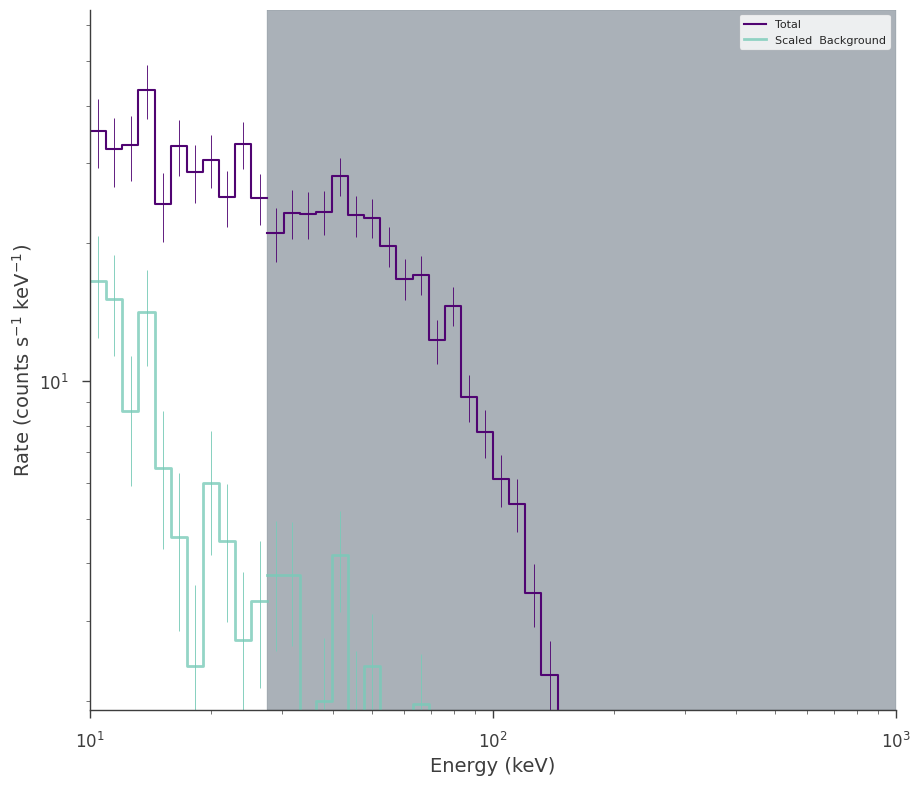 Total
Scaled  Background
Rate (counts s⁻¹ keV⁻¹)
10¹
10¹ 10² 10³
Energy (keV)